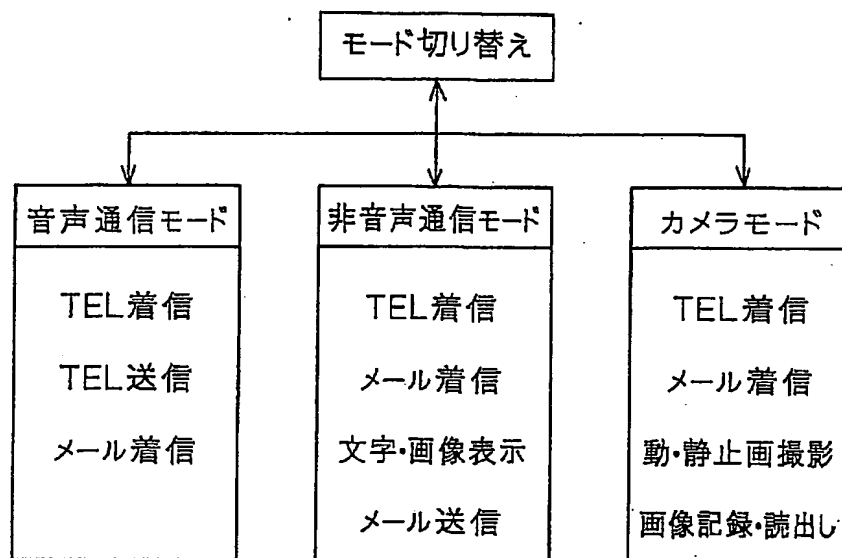 モード切り替え
音声通信モード
TEL着信
TEL送信
メール着信
非音声通信モード
TEL着信
メール着信
文字・画像表示
メール送信
カメラモード
TEL着信
メール着信
動・静止画撮影
画像記録・読出し